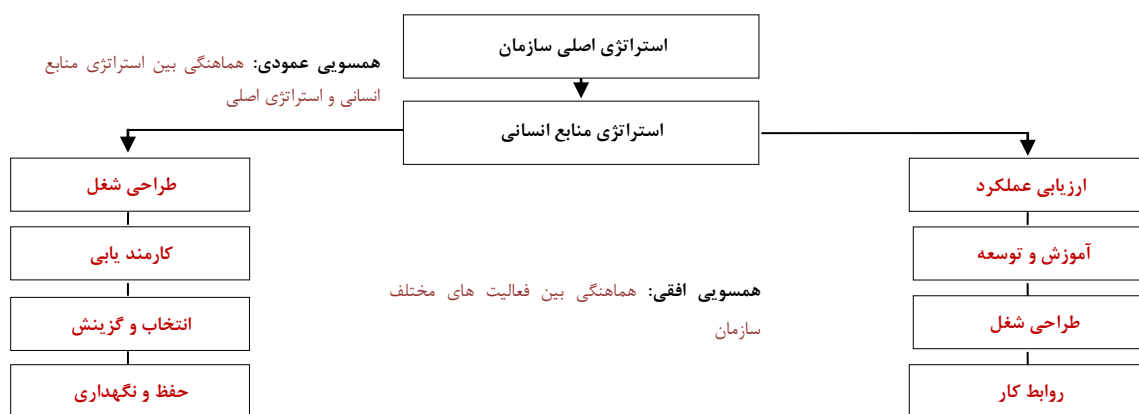 استراتژی اصلی سازمان
همسویی عمودی: هماهنگی بین استراتژی منابع
انسانی و استراتژی اصلی
استراتژی منابع انسانی
ارزیابی عملکرد
طراحی شغل
آموزش و توسعه
کارمند یابی
همسویی افقی: هماهنگی بین فعالیت های مختلف
سازمان
طراحی شغل
انتخاب و گزینش
روابط کار
حفظ و نگهداری